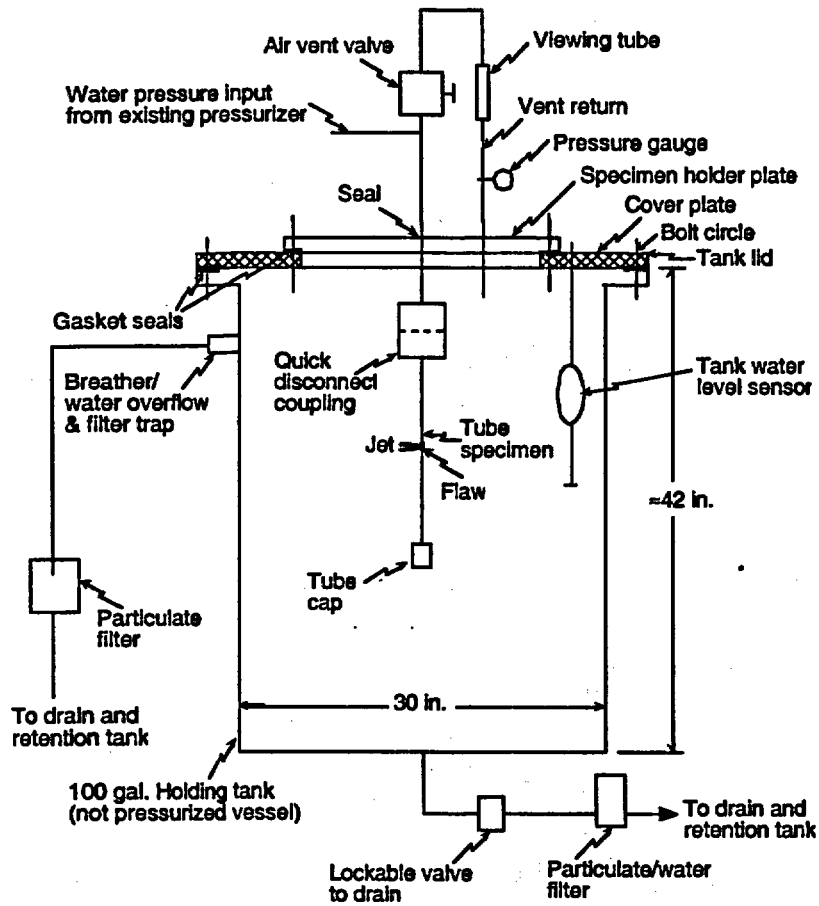 Air vent valve
Viewing tube
Water pressure input
from existing pressurizer
Vent return
Pressure gauge
Specimen holder plate
Seal
Cover plate
Bolt circle
Tank lid
Gasket seals
Breather/
water overflow
& filter trap
Quick
disconnect
coupling
Tank water
level sensor
Tube
specimen
Jet
Flaw
≈42 in.
Tube
cap
Particulate
filter
30 in.
To drain and
retention tank
100 gal. Holding tank
(not pressurized vessel)
To drain and
retention tank
Lockable valve
to drain
Particulate/water
filter